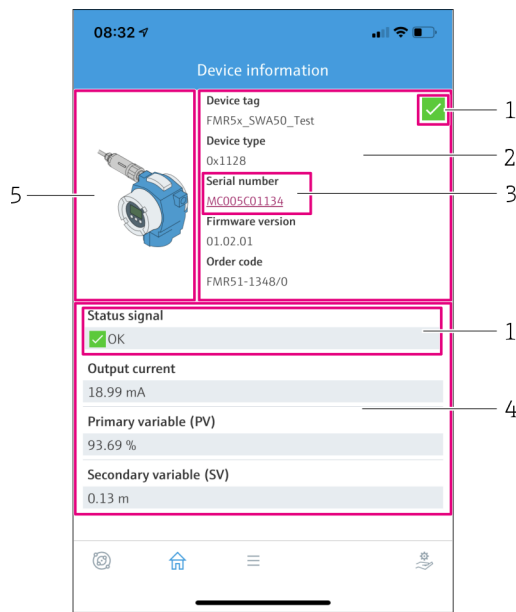 08:32
Device information
Device tag
FMR5x_SWA50_Test
1
Device type
2
0x1128
Serial number
3
MC005C01134
5
Firmware version
01.02.01
Order code
FMR51-1348/0
Status signal
OK
1
Output current
18.99 mA
4
Primary variable (PV)
93.69 %
Secondary variable (SV)
0.13 m